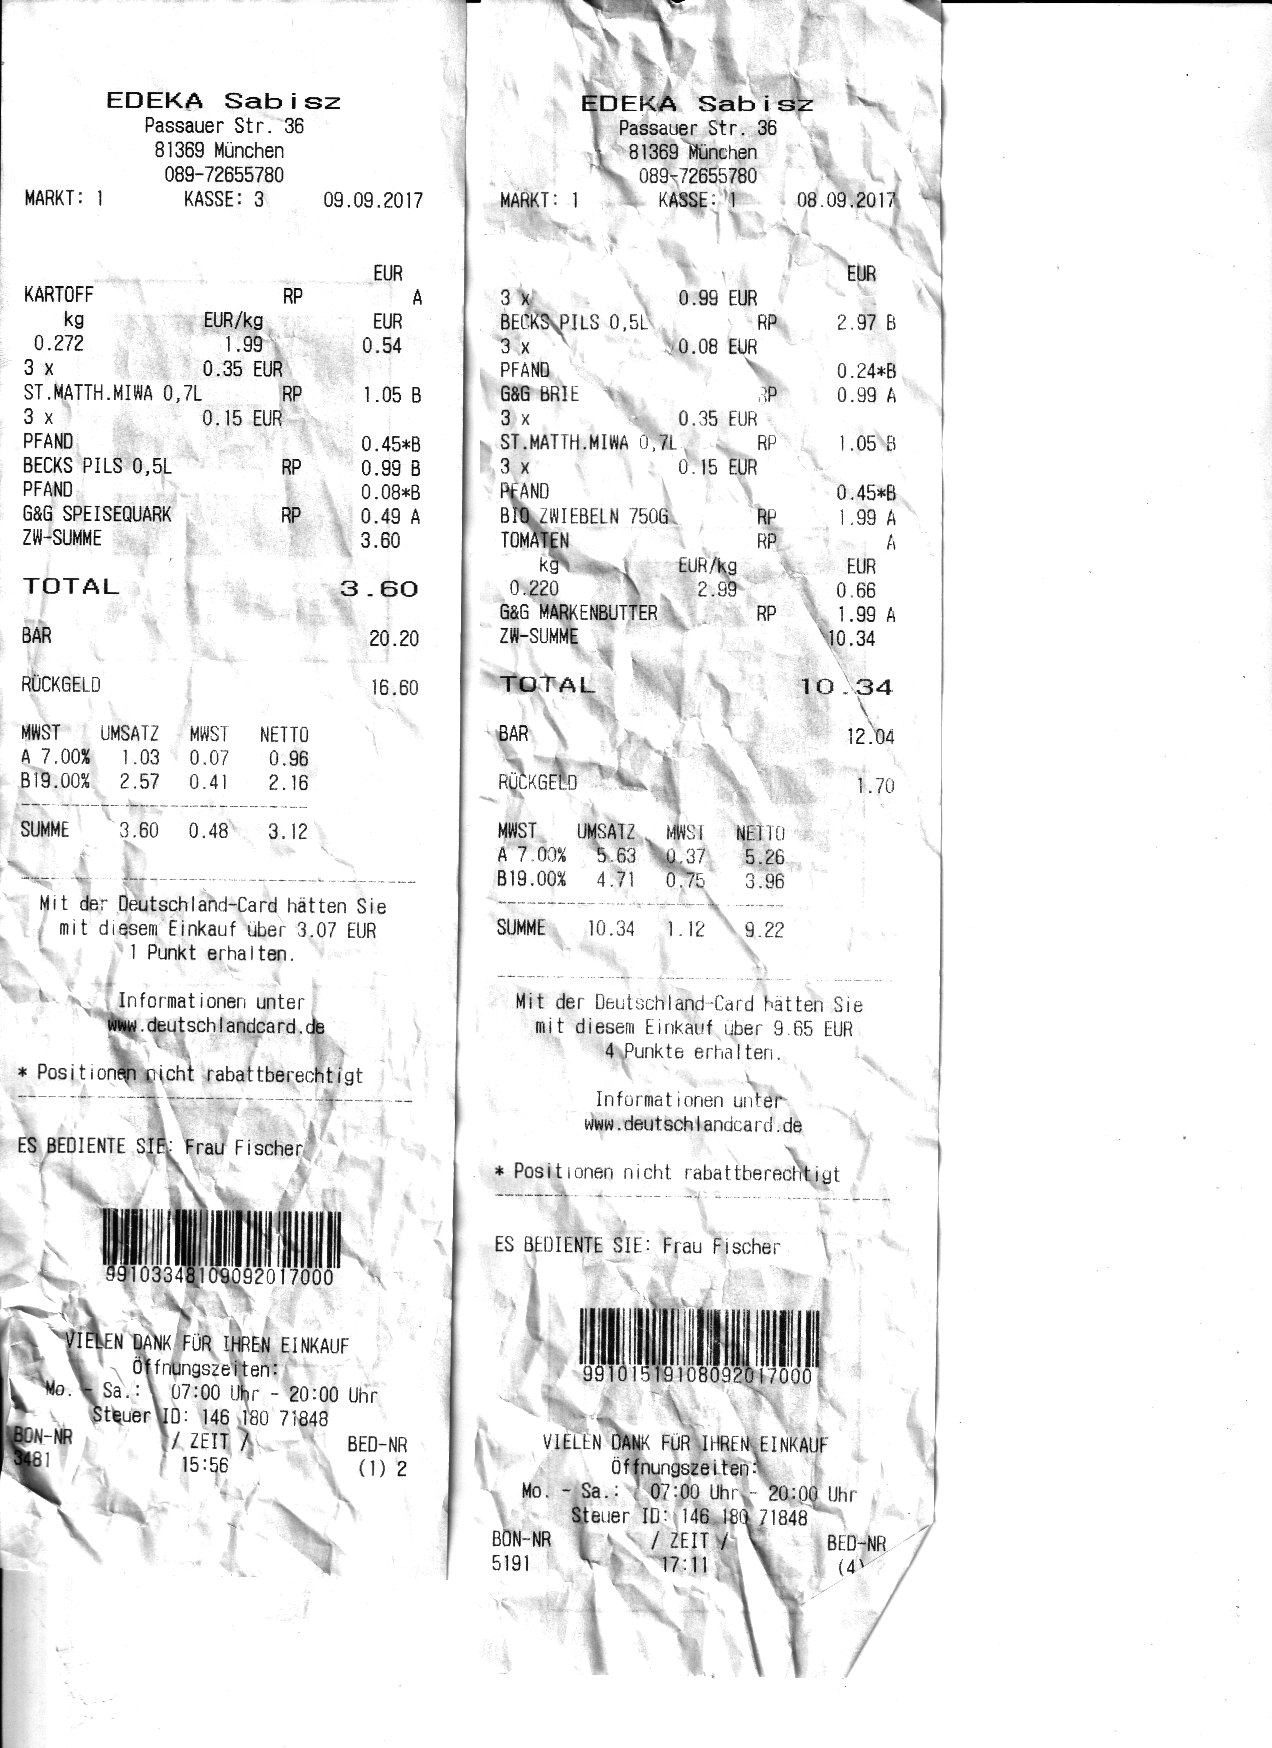 EDEKA Sabisz
Passauer Str. 36
81369 München
089-72655780
MARKT: 1 KASSE: 3 09.09.2017
EUR
KARTOFF RP A
kg EUR/kg EUR
0.272 1.99 0.54
3 x 0.35 EUR
ST.MATTH.MIWA 0,7L RP 1.05 B
3 x 0.15 EUR
PFAND 0.45*B
BECKS PILS 0,5L RP 0.99 B
PFAND 0.08*B
G&G SPEISEQUARK RP 0.49 A
ZW-SUMME 3.60
TOTAL 3.60
BAR 20.20
RÜCKGELD 16.60
MWST UMSATZ MWST NETTO
A 7.00% 1.03 0.07 0.96
B19.00% 2.57 0.41 2.16
SUMME 3.60 0.48 3.12
Mit der Deutschland-Card hätten Sie
mit diesem Einkauf über 3.07 EUR
1 Punkt erhalten.
Informationen unter
www.deutschlandcard.de
* Positionen nicht rabattberechtigt
ES BEDIENTE SIE: Frau Fischer
99103348109092017000
VIELEN DANK FÜR IHREN EINKAUF
Öffnungszeiten:
Mo. - Sa.: 07:00 Uhr - 20:00 Uhr
Steuer ID: 146 180 71848
BON-NR / ZEIT / BED-NR
3481 15:56 (1) 2
EDEKA Sabisz
Passauer Str. 36
81369 München
089-72655780
MARKT: 1 KASSE: 1 08.09.2017
EUR
3 x 0.99 EUR
BECKS PILS 0,5L RP 2.97 B
3 x 0.08 EUR
PFAND 0.24*B
G&G BRIE RP 0.99 A
3 x 0.35 EUR
ST.MATTH.MIWA 0,7L RP 1.05 B
3 x 0.15 EUR
PFAND 0.45*B
BIO ZWIEBELN 750G RP 1.99 A
TOMATEN RP A
kg EUR/kg EUR
0.220 2.99 0.66
G&G MARKENBUTTER RP 1.99 A
ZW-SUMME 10.34
TOTAL 10.34
BAR 12.04
RÜCKGELD 1.70
MWST UMSATZ MWST NETTO
A 7.00% 5.63 0.37 5.26
B19.00% 4.71 0.75 3.96
SUMME 10.34 1.12 9.22
Mit der Deutschland-Card hätten Sie
mit diesem Einkauf über 9.65 EUR
4 Punkte erhalten.
Informationen unter
www.deutschlandcard.de
* Positionen nicht rabattberechtigt
ES BEDIENTE SIE: Frau Fischer
99101519108092017000
VIELEN DANK FÜR IHREN EINKAUF
Öffnungszeiten:
Mo. - Sa.: 07:00 Uhr - 20:00 Uhr
Steuer ID: 146 180 71848
BON-NR / ZEIT / BED-NR
5191 17:11 (4)